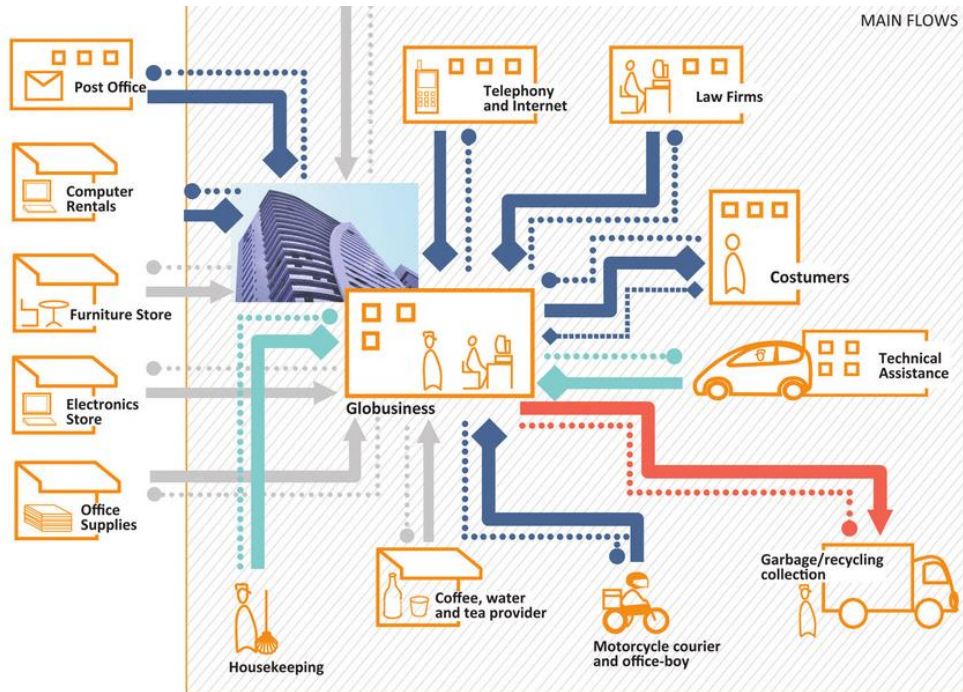 MAIN FLOWS
Post Office
Telephony
and Internet
Law Firms
Computer
Rentals
Costumers
Furniture Store
Technical
Assistance
Electronics
Store
Globusiness
Office
Supplies
Garbage/recycling
collection
Coffee, water
and tea provider
Motorcycle courier
and office-boy
Housekeeping